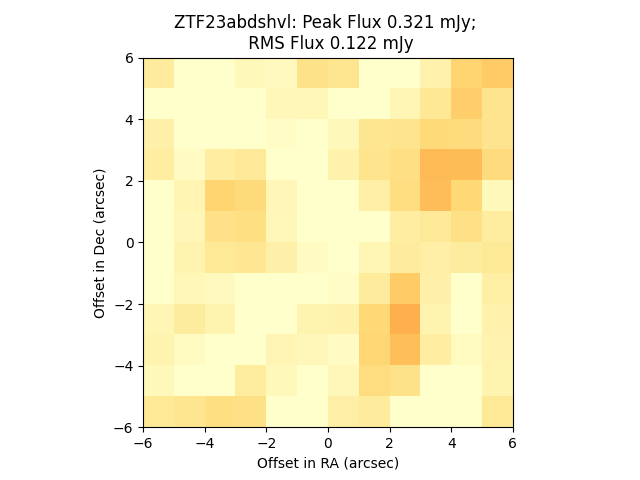 ZTF23abdshvl: Peak Flux 0.321 mJy;
RMS Flux 0.122 mJy
6
4
2
0
−2
−4
−6
Offset in Dec (arcsec)
−6 −4 −2 0 2 4 6
Offset in RA (arcsec)